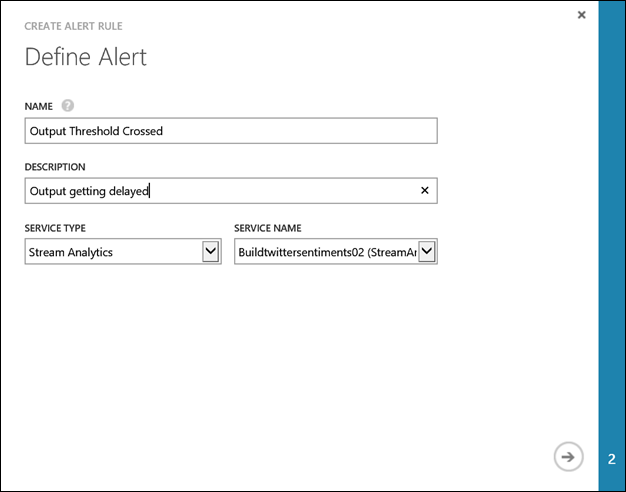 CREATE ALERT RULE
Define Alert
NAME ?
Output Threshold Crossed
DESCRIPTION
Output getting delayed
SERVICE TYPE SERVICE NAME
Stream Analytics Buildtwittersentiments02 (StreamAr
2